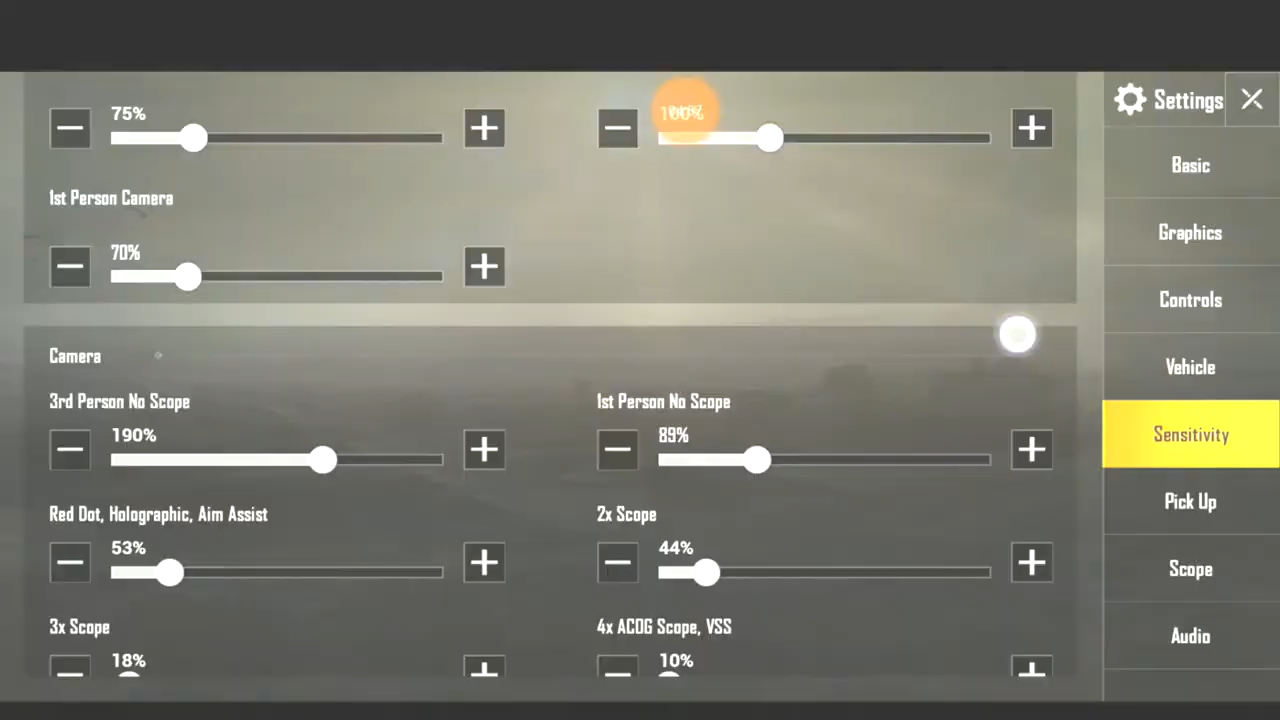 75%
100%
1st Person Camera
70%
Camera
3rd Person No Scope
1st Person No Scope
190%
89%
Red Dot, Holographic, Aim Assist
2x Scope
53%
44%
3x Scope
4x ACOG Scope, VSS
18%
10%
Settings
Basic
Graphics
Controls
Vehicle
Sensitivity
Pick Up
Scope
Audio